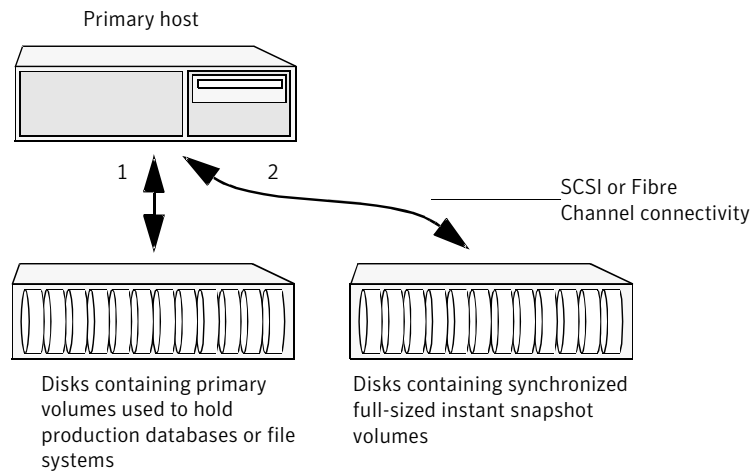 Primary host
1
2
SCSI or Fibre
Channel connectivity
Disks containing primary
volumes used to hold
production databases or file
systems
Disks containing synchronized
full-sized instant snapshot
volumes